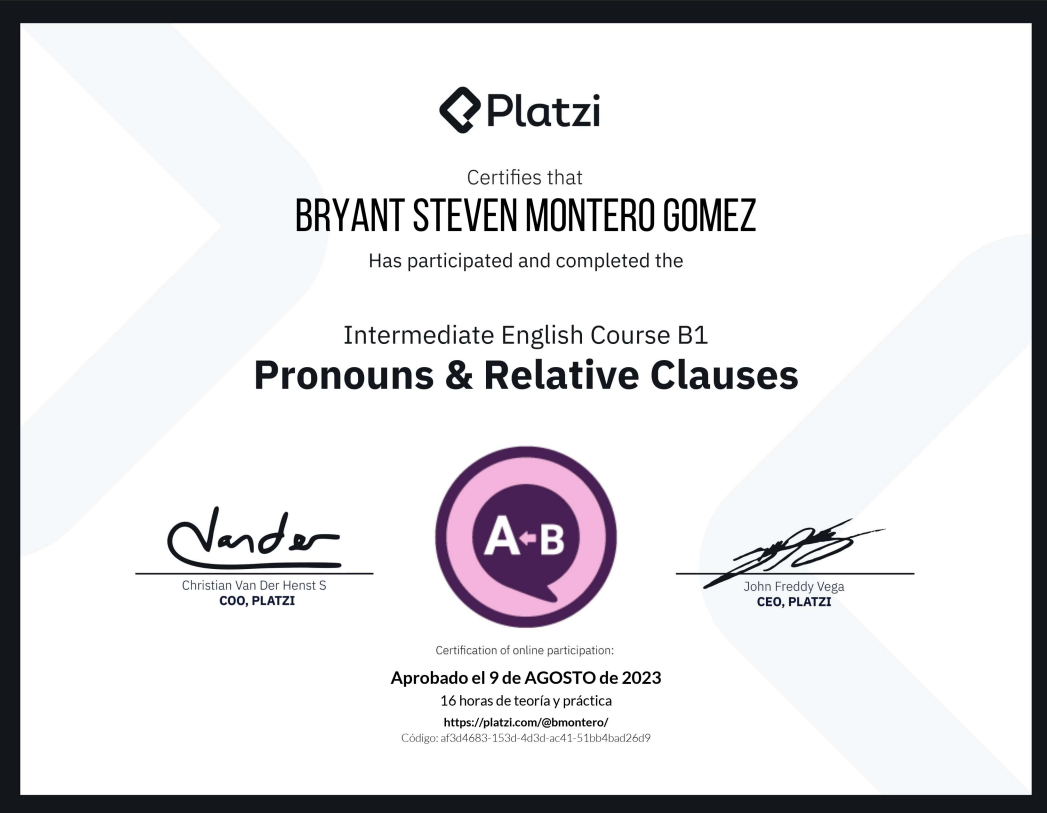 Platzi
Certifies that
BRYANT STEVEN MONTERO GOMEZ
Has participated and completed the
Intermediate English Course B1
Pronouns & Relative Clauses
A B
Vander
Christian Van Der Henst S
COO, PLATZI
John Freddy Vega
CEO, PLATZI
Certification of online participation:
Aprobado el 9 de AGOSTO de 2023
16 horas de teoría y práctica
https://platzi.com/@bmontero/
Código: af3d4683-153d-4d3d-ac41-51bb4bad26d9